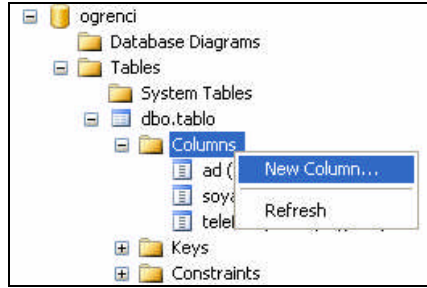 ogrenci
Database Diagrams
Tables
System Tables
dbo.tablo
Columns
ad (
New Column...
soya
Refresh
Keys
Constraints